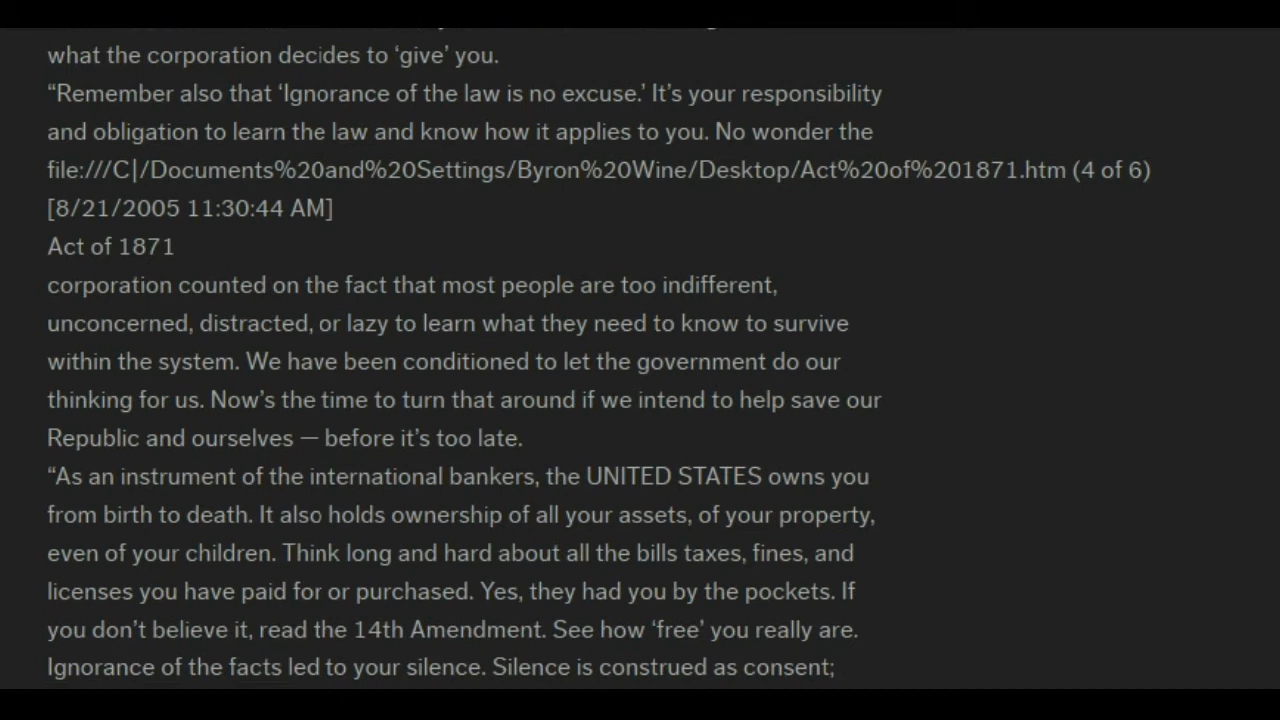 what the corporation decides to ‘give’ you.
“Remember also that ‘Ignorance of the law is no excuse.’ It’s your responsibility
and obligation to learn the law and know how it applies to you. No wonder the
file:///C|/Documents%20and%20Settings/Byron%20Wine/Desktop/Act%20of%201871.htm (4 of 6)
[8/21/2005 11:30:44 AM]
Act of 1871
corporation counted on the fact that most people are too indifferent,
unconcerned, distracted, or lazy to learn what they need to know to survive
within the system. We have been conditioned to let the government do our
thinking for us. Now’s the time to turn that around if we intend to help save our
Republic and ourselves — before it’s too late.
“As an instrument of the international bankers, the UNITED STATES owns you
from birth to death. It also holds ownership of all your assets, of your property,
even of your children. Think long and hard about all the bills taxes, fines, and
licenses you have paid for or purchased. Yes, they had you by the pockets. If
you don’t believe it, read the 14th Amendment. See how ‘free’ you really are.
Ignorance of the facts led to your silence. Silence is construed as consent;